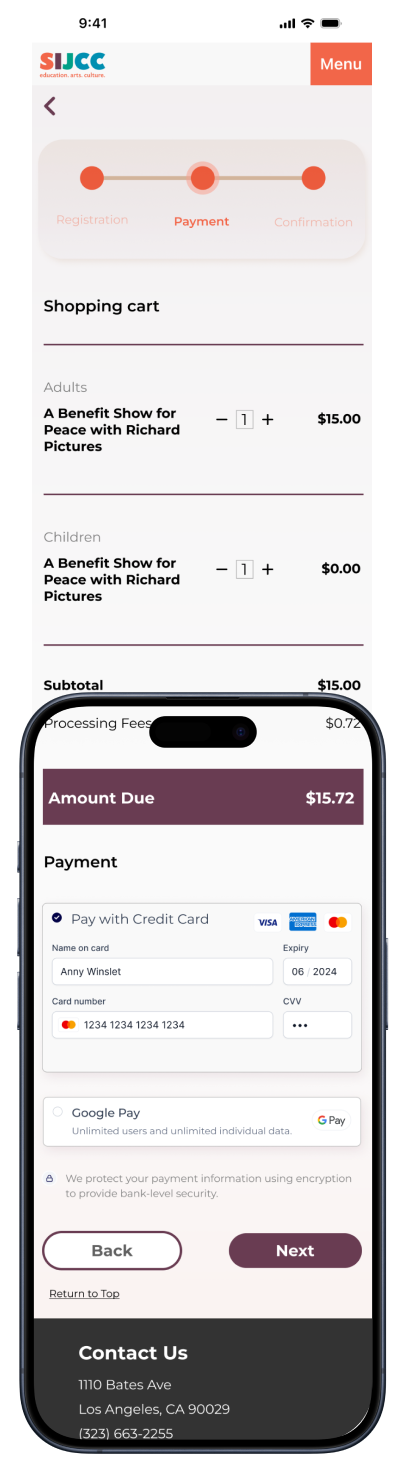 9:41
SIJCC
education. arts. culture.
Menu
Registration
Payment
Confirmation
Shopping cart
Adults
A Benefit Show for
Peace with Richard
Pictures
1
$15.00
Children
A Benefit Show for
Peace with Richard
Pictures
1
$0.00
Subtotal $15.00
Processing Fees $0.72
Amount Due $15.72
Payment
Pay with Credit Card VISA AMERICAN EXPRESS
Name on card Expiry
Anny Winslet 06 / 2024
Card number CVV
1234 1234 1234 1234 •••
Google Pay
Unlimited users and unlimited individual data.
G Pay
We protect your payment information using encryption
to provide bank-level security.
Back Next
Return to Top
Contact Us
1110 Bates Ave
Los Angeles, CA 90029
(323) 663-2255